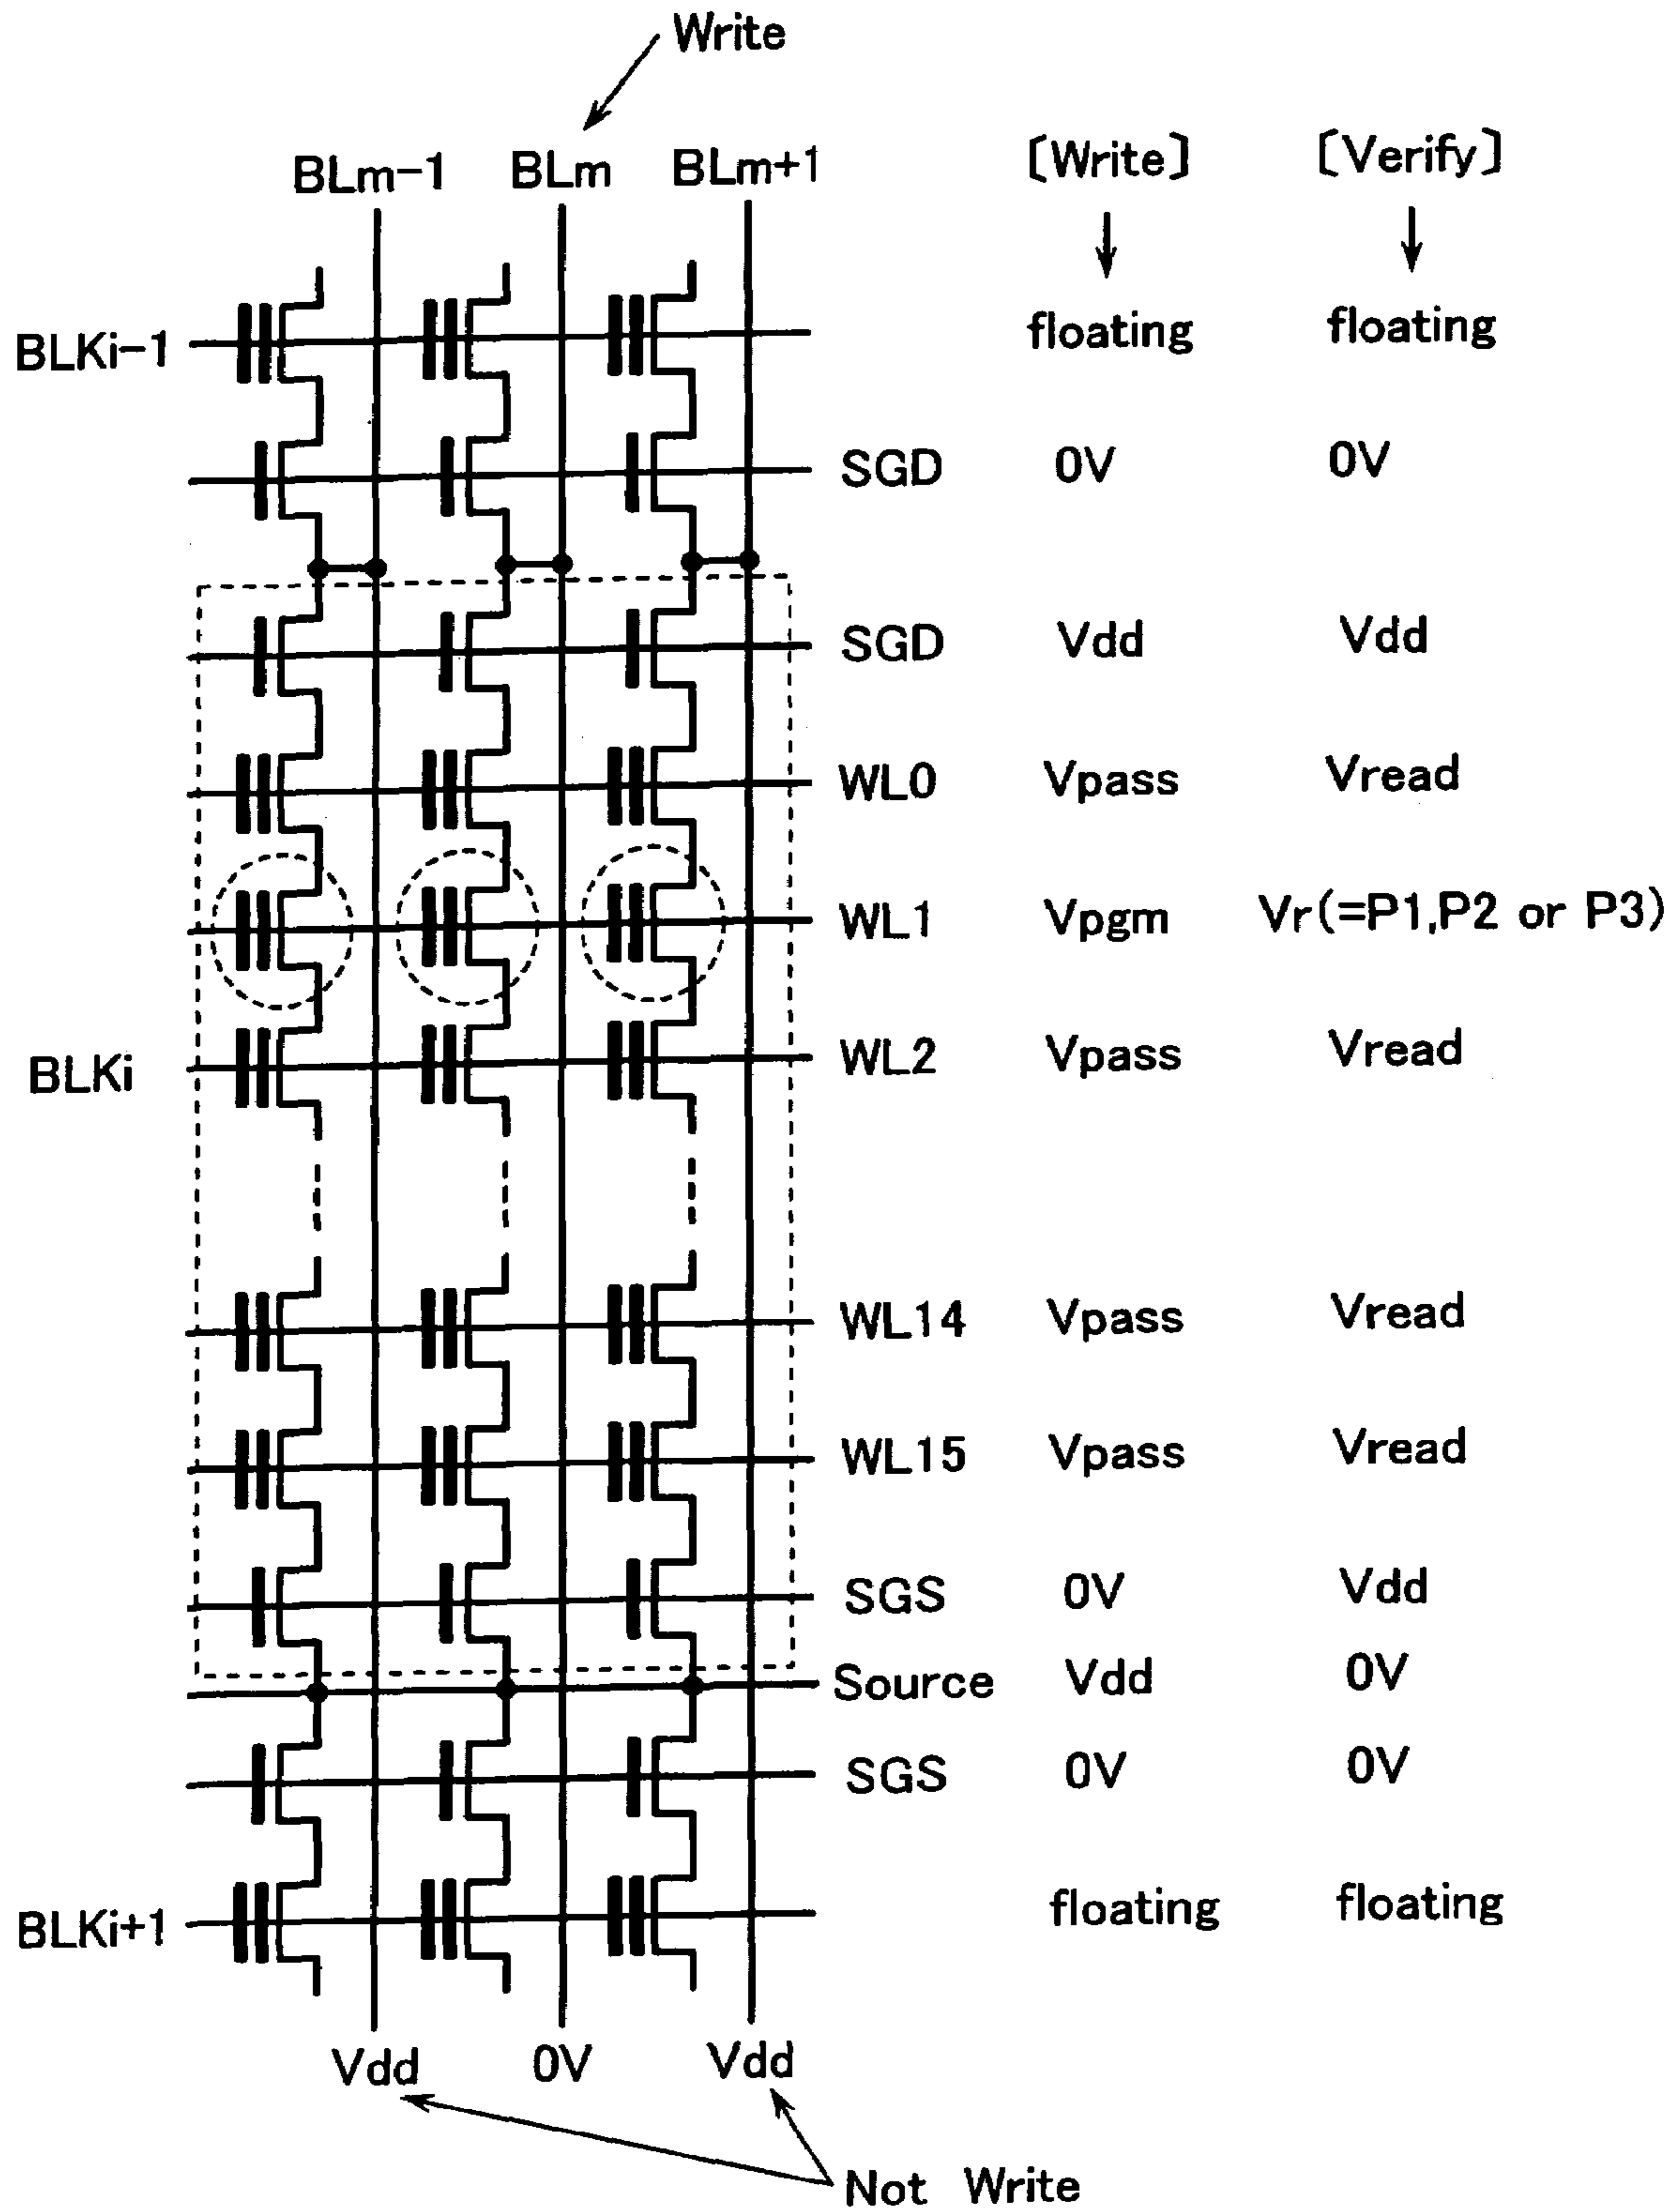 Write
BLm-1 BLm BLm+1 [Write] [Verify]
BLKi-1 floating floating
SGD 0V 0V
SGD Vdd Vdd
WL0 Vpass Vread
WL1 Vpgm Vr(=P1,P2 or P3)
BLKi WL2 Vpass Vread
WL14 Vpass Vread
WL15 Vpass Vread
SGS 0V Vdd
Source Vdd 0V
SGS 0V 0V
BLKi+1 floating floating
Vdd 0V Vdd
Not Write